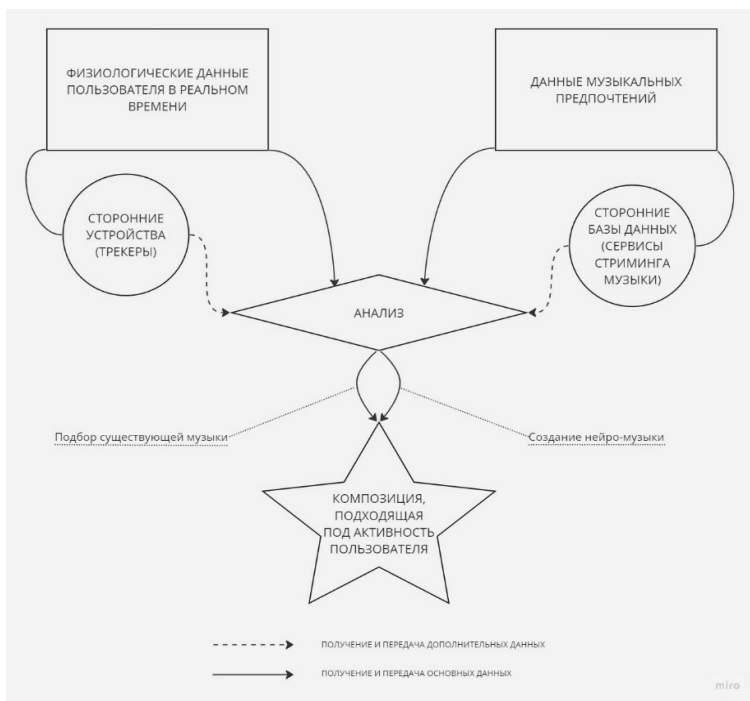 ФИЗИОЛОГИЧЕСКИЕ ДАННЫЕ
ПОЛЬЗОВАТЕЛЯ В РЕАЛЬНОМ
ВРЕМЕНИ
ДАННЫЕ МУЗЫКАЛЬНЫХ
ПРЕДПОЧТЕНИЙ
СТОРОННИЕ
УСТРОЙСТВА
(ТРЕКЕРЫ)
СТОРОННИЕ
БАЗЫ ДАННЫХ
(СЕРВИСЫ
СТРИМИНГА
МУЗЫКИ)
АНАЛИЗ
Подбор существующей музыки
Создание нейро-музыки
КОМПОЗИЦИЯ,
ПОДХОДЯЩАЯ
ПОД АКТИВНОСТЬ
ПОЛЬЗОВАТЕЛЯ
ПОЛУЧЕНИЕ И ПЕРЕДАЧА ДОПОЛНИТЕЛЬНЫХ ДАННЫХ
ПОЛУЧЕНИЕ И ПЕРЕДАЧА ОСНОВНЫХ ДАННЫХ
miro